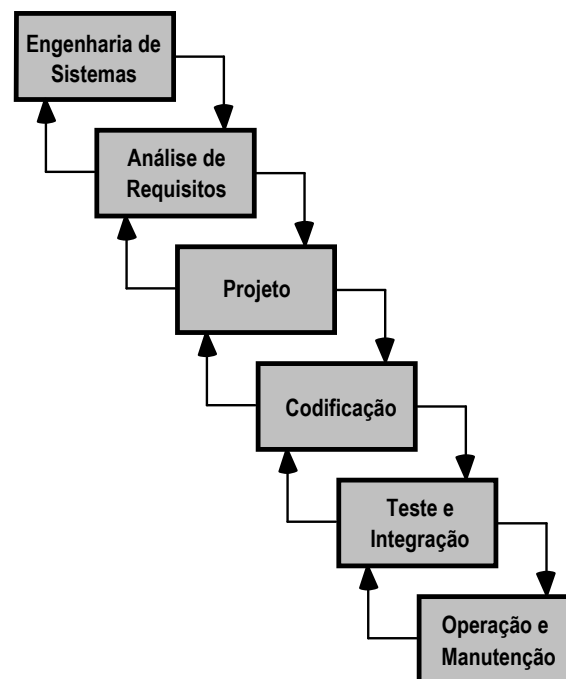 Engenharia de
Sistemas
Análise de
Requisitos
Projeto
Codificação
Teste e
Integração
Operação e
Manutenção